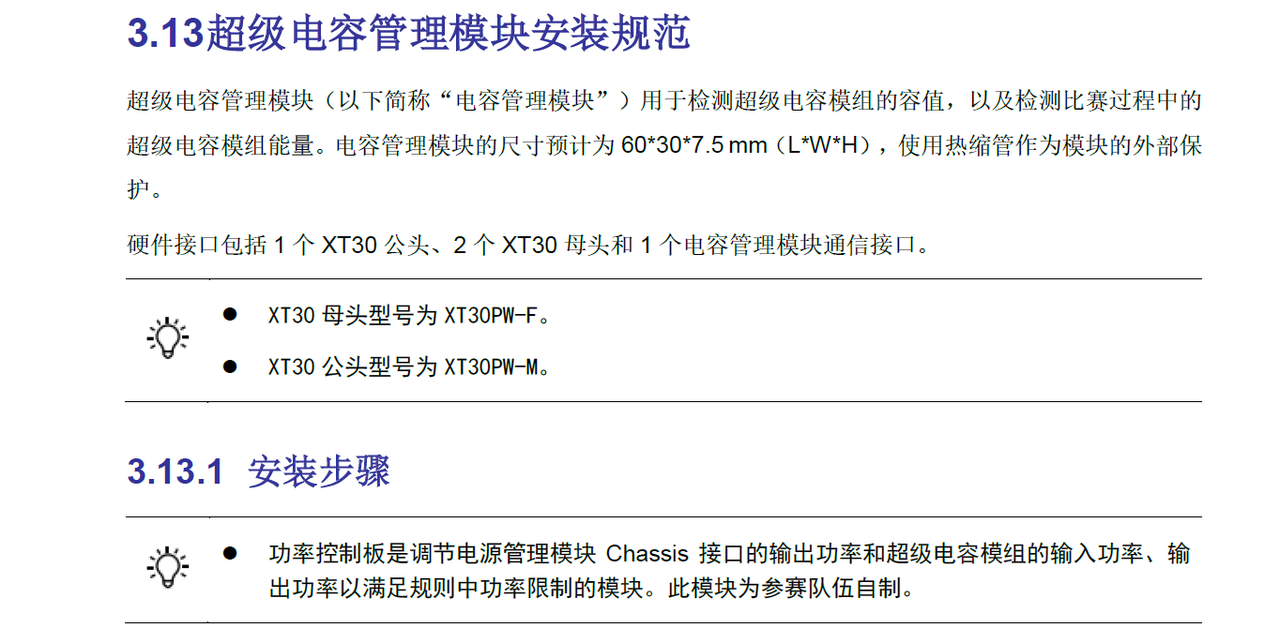 3.13超级电容管理模块安装规范
超级电容管理模块（以下简称“电容管理模块”）用于检测超级电容模组的容值，以及检测比赛过程中的
超级电容模组能量。电容管理模块的尺寸预计为 60*30*7.5 mm（L*W*H），使用热缩管作为模块的外部保
护。
硬件接口包括 1 个 XT30 公头、2 个 XT30 母头和 1 个电容管理模块通信接口。
● XT30 母头型号为 XT30PW-F。
● XT30 公头型号为 XT30PW-M。
3.13.1 安装步骤
● 功率控制板是调节电源管理模块 Chassis 接口的输出功率和超级电容模组的输入功率、输
出功率以满足规则中功率限制的模块。此模块为参赛队伍自制。